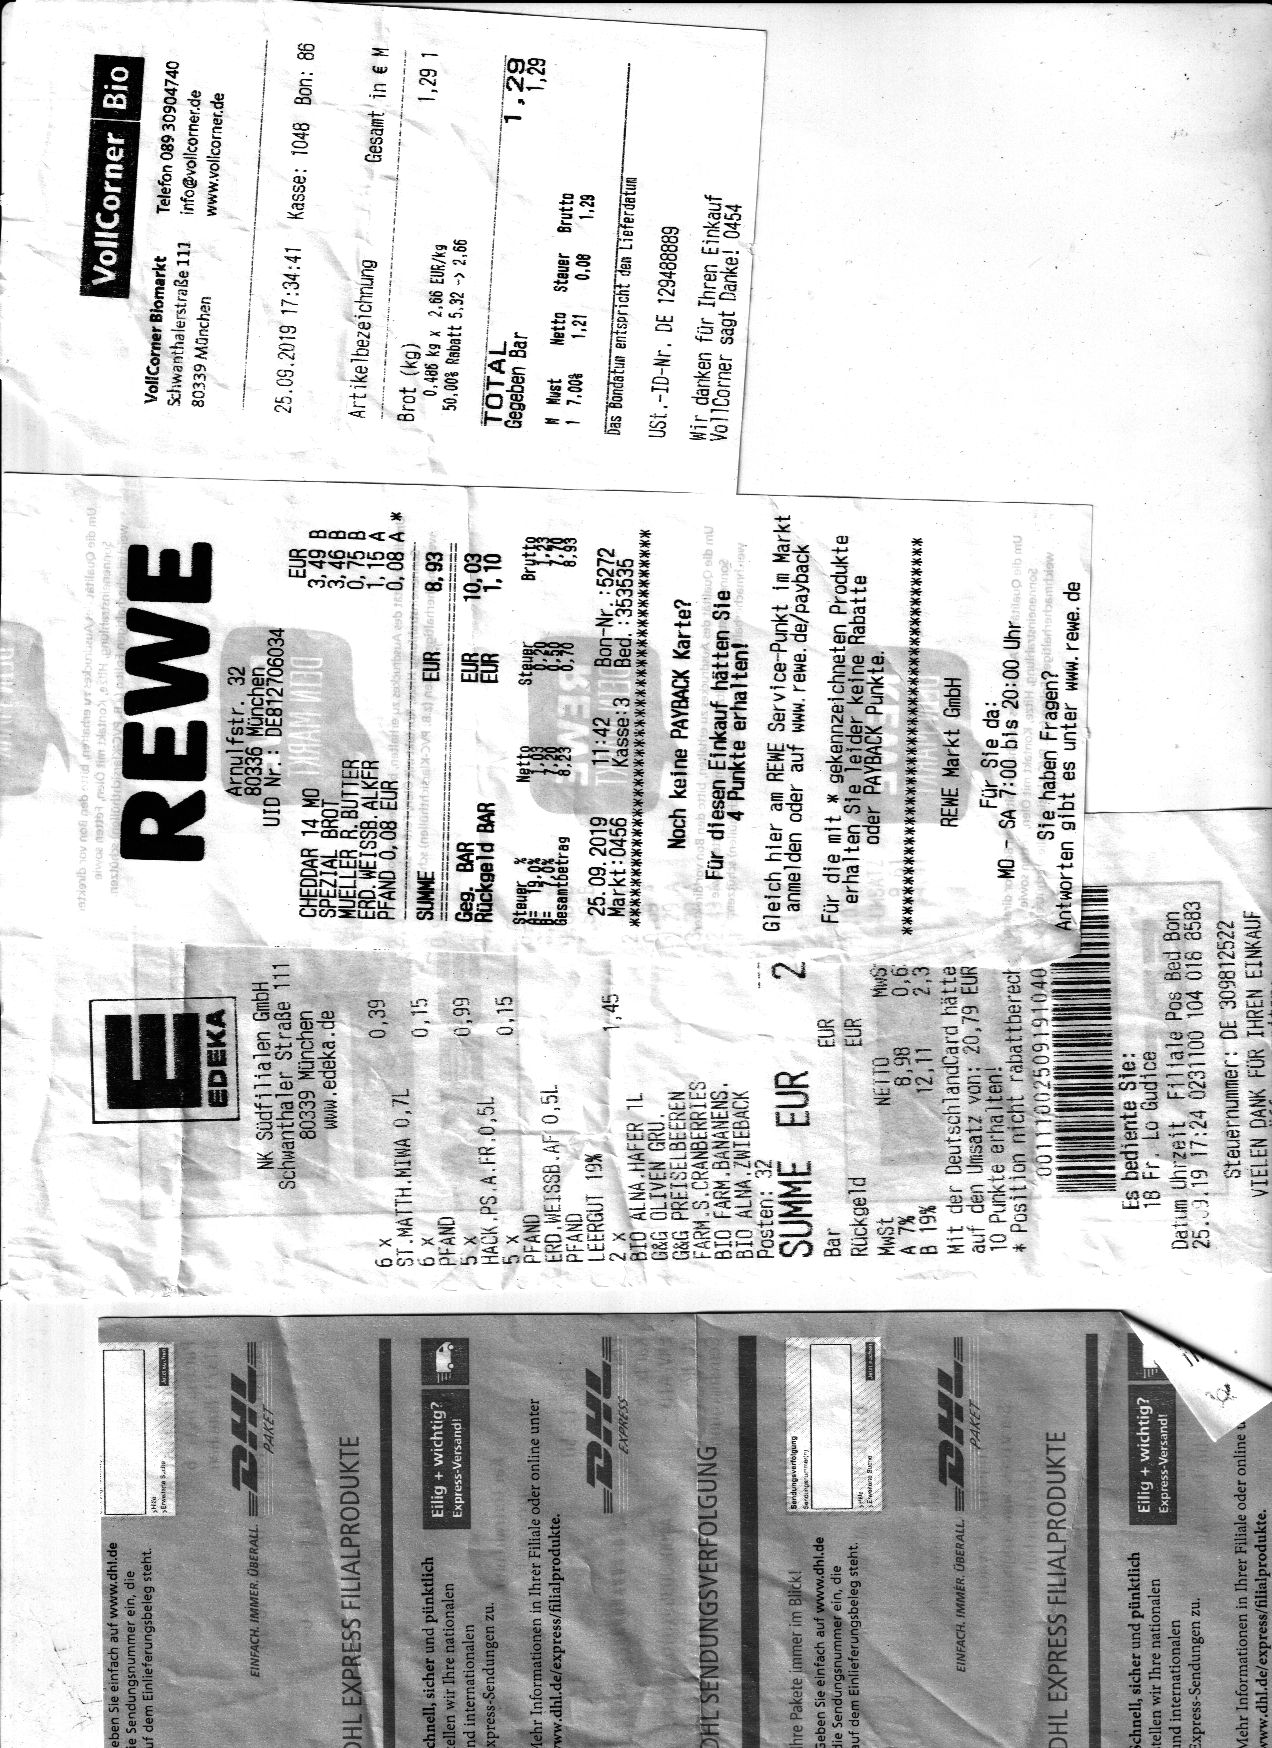 VollCorner Bio
VollCorner Biomarkt Telefon 089 30904740
Schwanthalerstraße 111 info@vollcorner.de
80339 München www.vollcorner.de
25.09.2019 17:34:41 Kasse: 1048 Bon: 86
Artikelbezeichnung Gesamt in € M
Brot (kg) 1,29 1
0,486 kg x 2,66 EUR/kg
50,00% Rabatt 5,32 -> 2,66
TOTAL 1,29
Gegeben Bar 1,29
M Mwst Netto Steuer Brutto
1 7,00% 1,21 0,08 1,29
Das Bondatum entspricht dem Lieferdatum
USt.-ID-Nr. DE 129488889
Wir danken für Ihren Einkauf
VollCorner sagt Danke! 0454
REWE
Arnulfstr. 32
80336 München
UID Nr.: DE812706034
EUR
CHEDDAR 14 MO 3,49 B
SPEZIAL BROT 3,46 B
MUELLER R.BUTTER 0,75 B
ERD.WEISSB.ALKFR 1,15 A
PFAND 0,08 EUR 0,08 A *
SUMME EUR 8,93
Geg. BAR EUR 10,03
Rückgeld BAR EUR 1,10
Steuer % Netto Steuer Brutto
A= 19,0% 1,03 0,20 1,23
B= 7,0% 7,20 0,50 7,70
Gesamtbetrag 8,23 0,70 8,93
25.09.2019 11:42 Bon-Nr.:5272
Markt:0456 Kasse:3 Bed.:353535
****************************************
Noch keine PAYBACK Karte?
Für diesen Einkauf hätten Sie
4 Punkte erhalten!
Gleich hier am REWE Service-Punkt im Markt
anmelden oder auf www.rewe.de/payback
Für die mit * gekennzeichneten Produkte
erhalten Sie leider keine Rabatte
oder PAYBACK Punkte.
****************************************
REWE Markt GmbH
Für Sie da:
MO - SA 7:00 bis 20:00 Uhr
Sie haben Fragen?
Antworten gibt es unter www.rewe.de
E
EDEKA
NK Südfilialen GmbH
Schwanthaler Straße 111
80339 München
www.edeka.de
6 x 0,39
ST.MATTH.MIWA 0,7L
6 x 0,15
PFAND
5 x 0,99
HACK.PS.A.FR.0,5L
5 x 0,15
PFAND
ERD.WEISSB.AF 0,5L
PFAND
LEERGUT 19%
2 x 1,45
BIO ALNA.HAFER 1L
G&G OLIVEN GRÜ.
G&G PREISELBEEREN
FARM.S.CRANBERRIES
BIO FARM.BANANENS.
BIO ALNA.ZWIEBACK
Posten: 32
SUMME EUR 2
Bar EUR
Rückgeld EUR
MwSt NETTO MwS
A 7% 8,98 0,6
B 19% 12,11 2,3
Mit der DeutschlandCard hätte
auf den Umsatz von: 20,79 EUR
10 Punkte erhalten!
* Position nicht rabattberech
Es bediente Sie:
18 Fr. Lo Gudice
Datum Uhrzeit Filiale Pos Bed Bon
25.09.19 17:24 0231100 104 018 8583
Steuernummer: DE 309812522
VIELEN DANK FÜR IHREN EINKAUF
eben Sie einfach auf www.dhl.de
ie Sendungsnummer ein, die
uf dem Einlieferungsbeleg steht.
>Hilfe
>Erweiterte Suche
Jetzt suchen
EINFACH. IMMER. ÜBERALL.
DHL
PAKET
DHL EXPRESS FILIALPRODUKTE
chnell, sicher und pünktlich
ellen wir Ihre nationalen
nd internationalen
xpress-Sendungen zu.
Eilig + wichtig?
Express-Versand!
Mehr Informationen in Ihrer Filiale oder online unter
www.dhl.de/express/filialprodukte.
DHL
EXPRESS
DHL SENDUNGSVERFOLGUNG
Ihre Pakete immer im Blick!
Geben Sie einfach auf www.dhl.de
die Sendungsnummer ein, die
auf dem Einlieferungsbeleg steht.
Sendungsverfolgung
Sendungsnummer(n)
>Hilfe
>Erweiterte Suche
Jetzt suchen
EINFACH. IMMER. ÜBERALL.
DHL
PAKET
DHL EXPRESS FILIALPRODUKTE
Schnell, sicher und pünktlich
stellen wir Ihre nationalen
und internationalen
Express-Sendungen zu.
Eilig + wichtig?
Express-Versand!
Mehr Informationen in Ihrer Filiale oder online u
www.dhl.de/express/filialprodukte.